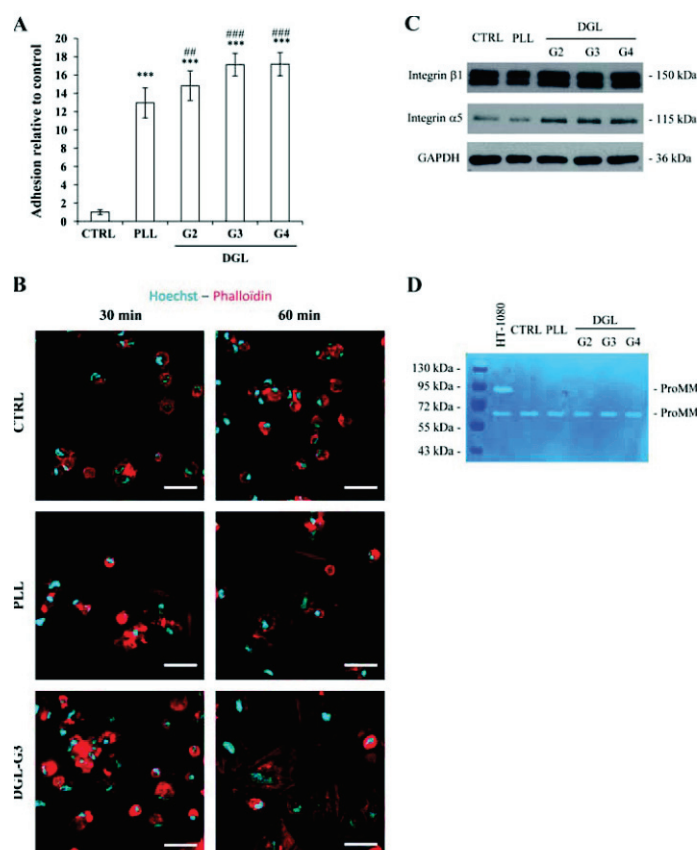 A
Adhesion relative to control
20
18
16
14
12
10
8
6
4
2
0
***
##
***
###
***
###
***
CTRL PLL G2 G3 G4
DGL
B
Hoechst – Phalloïdin
30 min 60 min
CTRL
PLL
DGL-G3
C
DGL
CTRL PLL G2 G3 G4
Integrin β1 - 150 kDa
Integrin α5 - 115 kDa
GAPDH - 36 kDa
D
DGL
HT-1080 CTRL PLL G2 G3 G4
130 kDa -
95 kDa - - ProMM
72 kDa - - ProMM
55 kDa -
43 kDa -